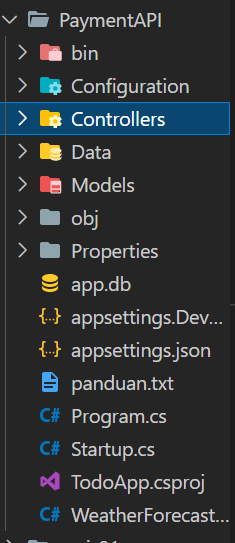 PaymentAPI
bin
Configuration
Controllers
Data
Models
obj
Properties
app.db
appsettings.Dev...
appsettings.json
panduan.txt
C# Program.cs
C# Startup.cs
TodoApp.csproj
C# WeatherForecast...